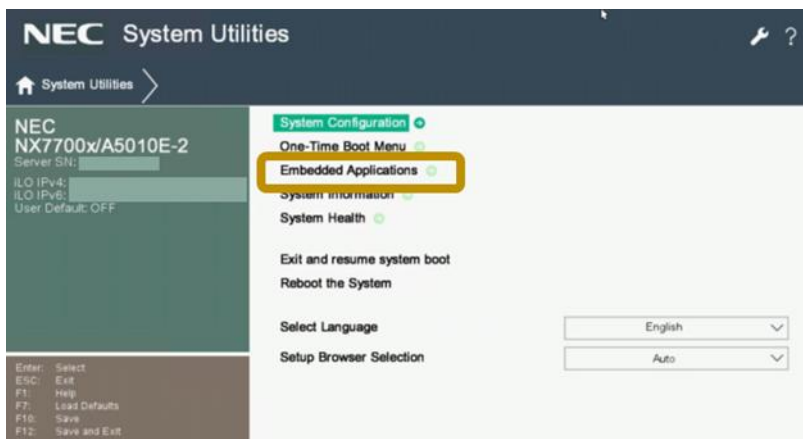 NEC System Utilities
?
System Utilities
NEC
NX7700x/A5010E-2
Server SN:
iLO IPv4:
iLO IPv6:
User Default: OFF
Enter: Select
ESC: Exit
F1: Help
F7: Load Defaults
F10: Save
F12: Save and Exit
System Configuration
One-Time Boot Menu
Embedded Applications
System Information
System Health
Exit and resume system boot
Reboot the System
Select Language English
Setup Browser Selection Auto